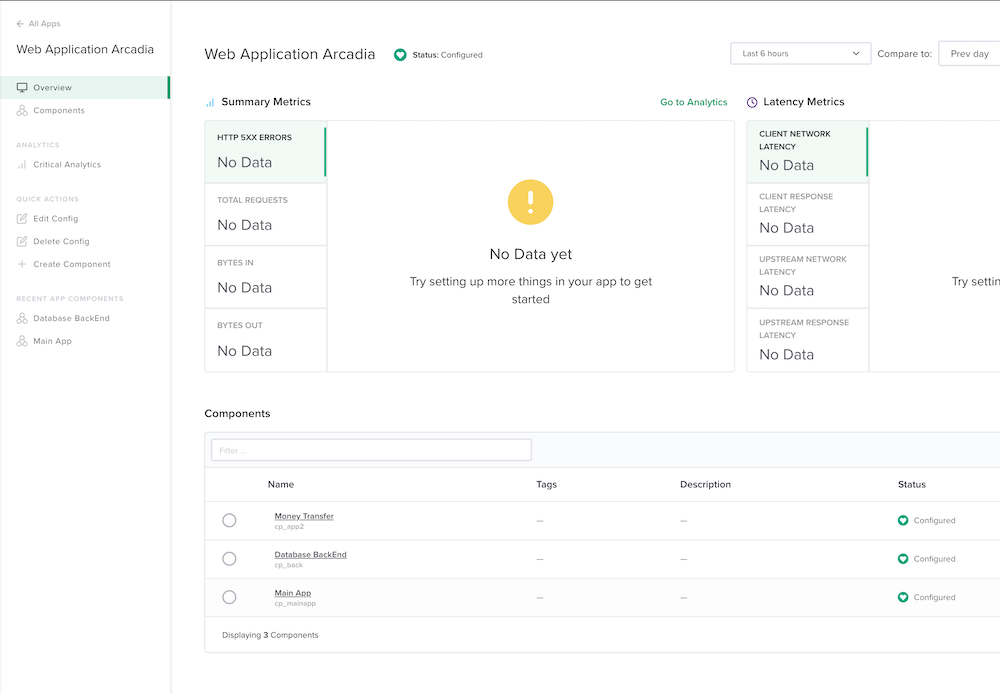 All Apps
Web Application Arcadia
Overview
Components
ANALYTICS
Critical Analytics
QUICK ACTIONS
Edit Config
Delete Config
Create Component
RECENT APP COMPONENTS
Database BackEnd
Main App
Web Application Arcadia
Status: Configured
Last 6 hours
Compare to:
Prev day
Summary Metrics
Go to Analytics
HTTP 5XX ERRORS
No Data
TOTAL REQUESTS
No Data
BYTES IN
No Data
BYTES OUT
No Data
No Data yet
Try setting up more things in your app to get
started
Latency Metrics
CLIENT NETWORK
LATENCY
No Data
CLIENT RESPONSE
LATENCY
No Data
UPSTREAM NETWORK
LATENCY
No Data
UPSTREAM RESPONSE
LATENCY
No Data
Try settin
Components
Filter ...
Name Tags Description Status
Money Transfer — — Configured
cp_app2
Database BackEnd — — Configured
cp_back
Main App — — Configured
cp_mainapp
Displaying 3 Components